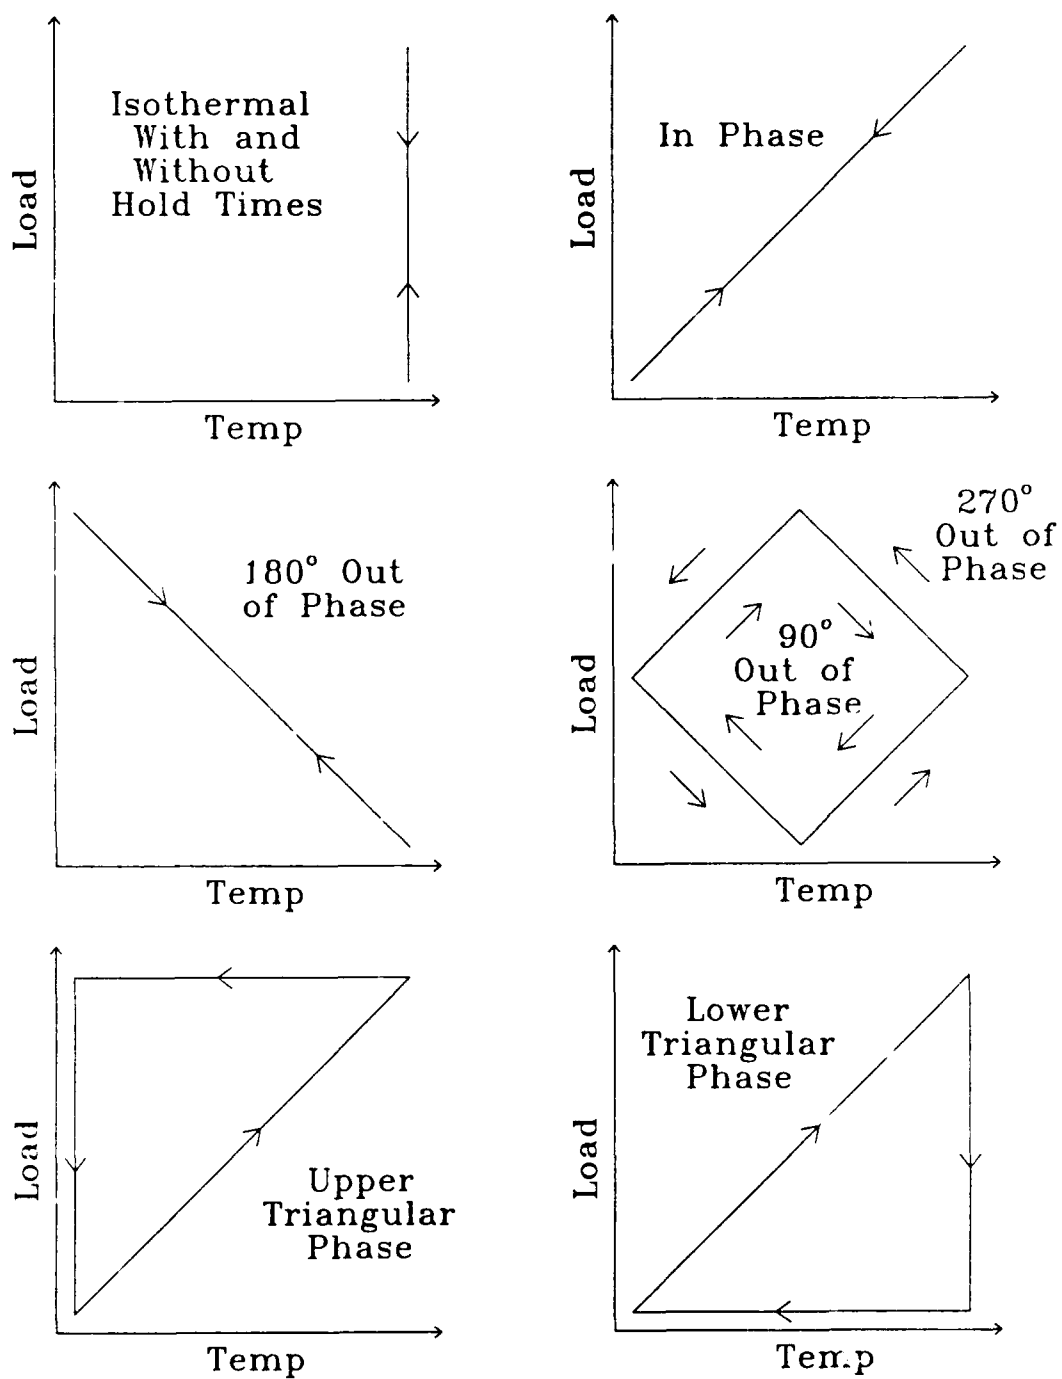 Isothermal
With and
Without
Hold Times
Load
Temp
In Phase
Load
Temp
180° Out
of Phase
Load
Temp
270°
Out of
Phase
90°
Out of
Phase
Load
Temp
Upper
Triangular
Phase
Load
Temp
Lower
Triangular
Phase
Load
Temp